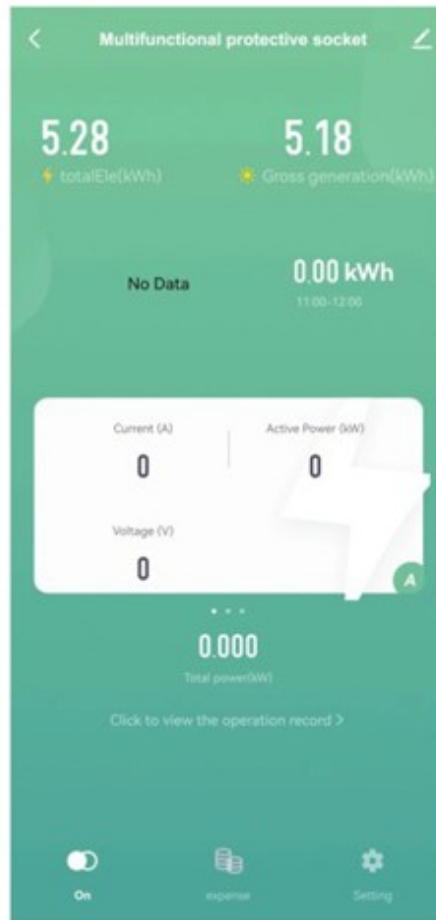 Multifunctional protective socket
5.28 5.18
totalEle(kWh) Gross generation(kWh)
No Data 0.00 kWh
11:00-12:00
Current (A) Active Power (kW)
0 0
Voltage (V)
0
A
0.000
Total power(kW)
Click to view the operation record >
On expense Setting